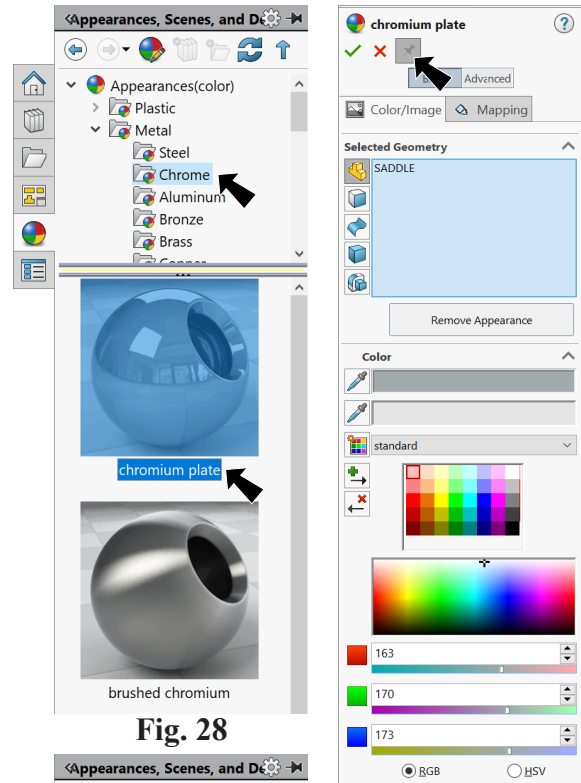 Appearances, Scenes, and De
Appearances(color)
Plastic
Metal
Steel
Chrome
Aluminum
Bronze
Brass
chromium plate
brushed chromium
Fig. 28
Appearances, Scenes, and De
chromium plate
?
Advanced
Color/Image
Mapping
Selected Geometry
SADDLE
Remove Appearance
Color
standard
163
170
173
RGB
HSV